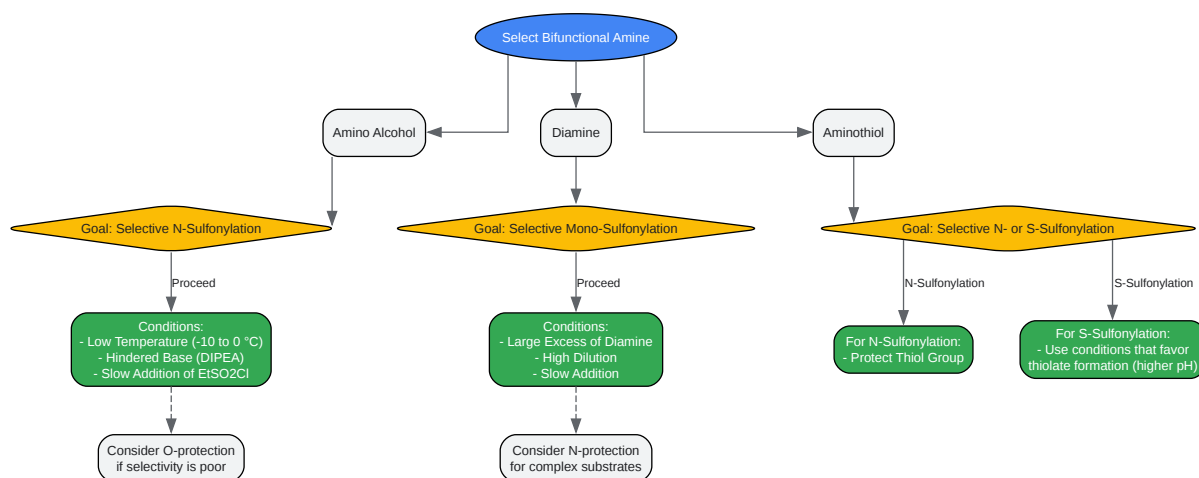 Select Bifunctional Amine
Amino Alcohol
Diamine
Aminothiol
Goal: Selective N-Sulfonylation
Goal: Selective Mono-Sulfonylation
Goal: Selective N- or S-Sulfonylation
Proceed
Proceed
N-Sulfonylation
S-Sulfonylation
Conditions:
- Low Temperature (-10 to 0 °C)
- Hindered Base (DIPEA)
- Slow Addition of EtSO2Cl
Conditions:
- Large Excess of Diamine
- High Dilution
- Slow Addition
For N-Sulfonylation:
- Protect Thiol Group
For S-Sulfonylation:
- Use conditions that favor
thiolate formation (higher pH)
Consider O-protection
if selectivity is poor
Consider N-protection
for complex substrates